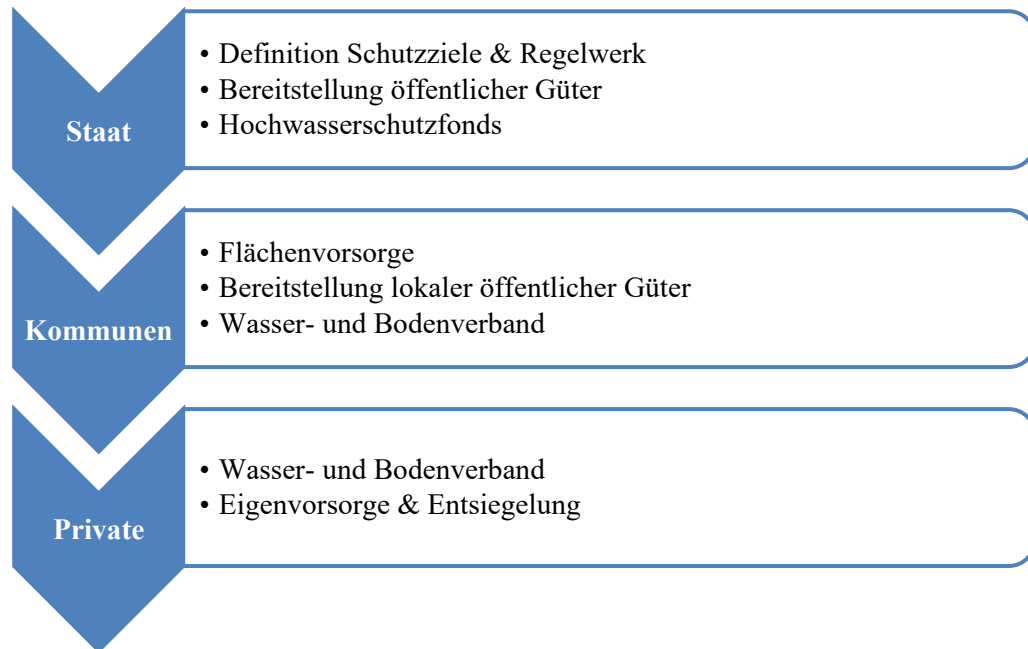 Staat
• Definition Schutzziele & Regelwerk
• Bereitstellung öffentlicher Güter
• Hochwasserschutzfonds
Kommunen
• Flächenvorsorge
• Bereitstellung lokaler öffentlicher Güter
• Wasser- und Bodenverband
Private
• Wasser- und Bodenverband
• Eigenvorsorge & Entsiegelung